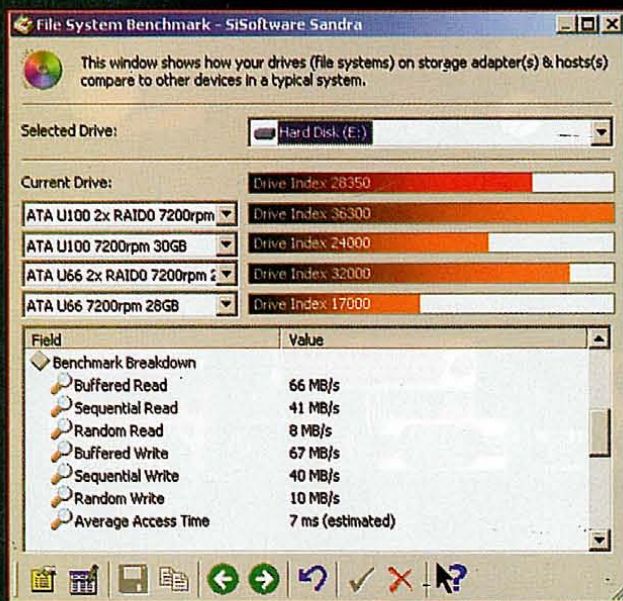 File System Benchmark - SiSoftware Sandra
This window shows how your drives (file systems) on storage adapter(s) & hosts(s)
compare to other devices in a typical system.
Selected Drive:
Hard Disk (E:)
Current Drive:
Drive Index 28350
ATA U100 2x RAID0 7200rpm
Drive Index 36300
ATA U100 7200rpm 30GB
Drive Index 24000
ATA U66 2x RAID0 7200rpm 2
Drive Index 32000
ATA U66 7200rpm 28GB
Drive Index 17000
Field Value
Benchmark Breakdown
Buffered Read 66 MB/s
Sequential Read 41 MB/s
Random Read 8 MB/s
Buffered Write 67 MB/s
Sequential Write 40 MB/s
Random Write 10 MB/s
Average Access Time 7 ms (estimated)